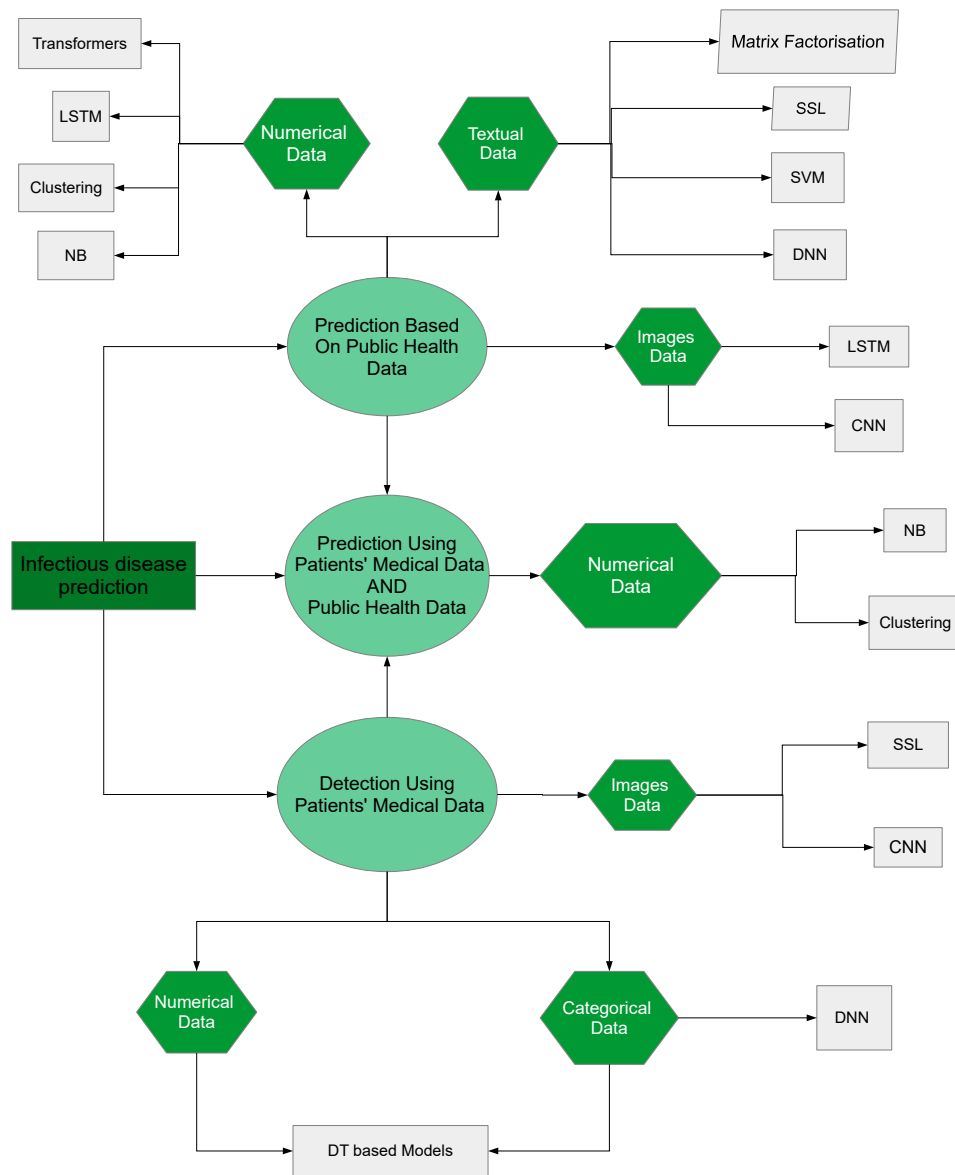 Transformers
LSTM
Clustering
NB
Numerical
Data
Textual
Data
Matrix Factorisation
SSL
SVM
DNN
Prediction Based
On Public Health
Data
Images
Data
LSTM
CNN
Infectious disease
prediction
Prediction Using
Patients' Medical Data
AND
Public Health Data
Numerical
Data
NB
Clustering
Detection Using
Patients' Medical Data
Images
Data
SSL
CNN
Numerical
Data
Categorical
Data
DNN
DT based Models